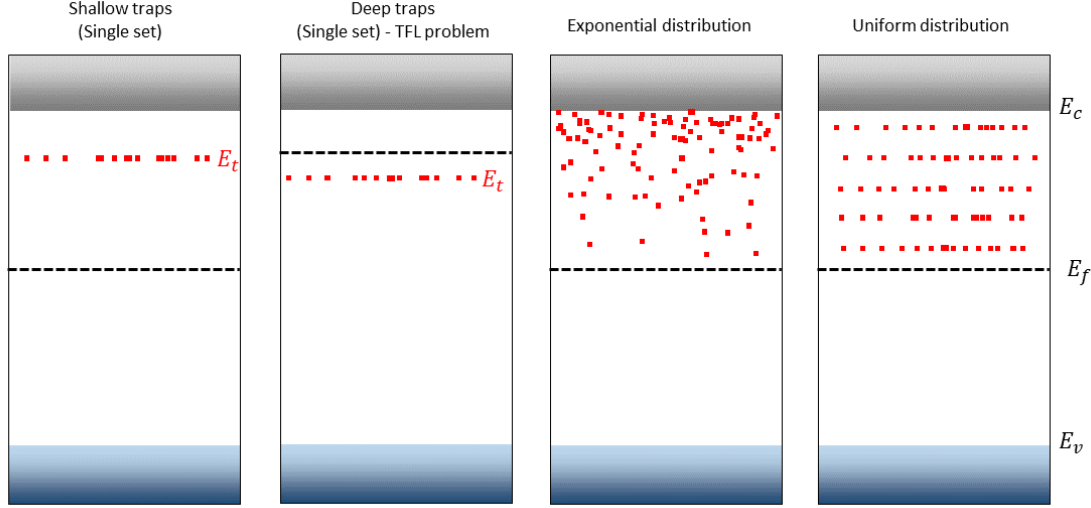 Shallow traps
(Single set)
Deep traps
(Single set) - TFL problem
Exponential distribution
Uniform distribution
E_c
E_t
E_t
E_f
E_v